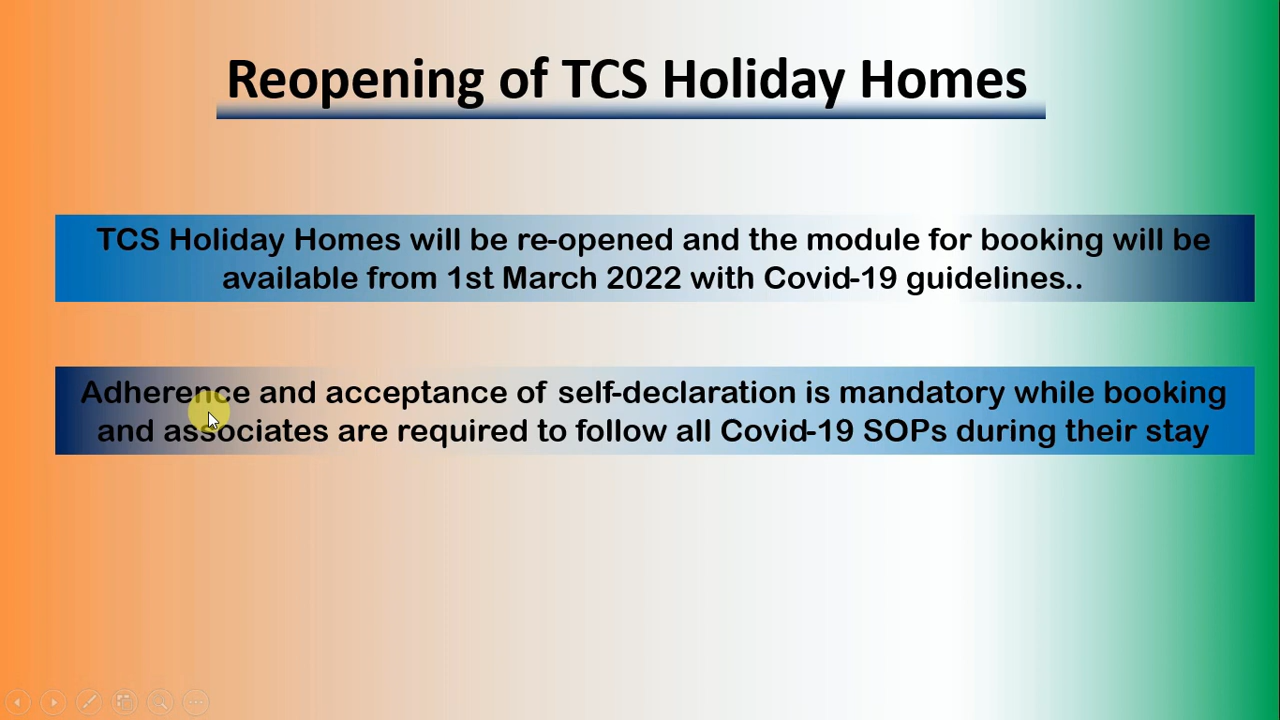 Reopening of TCS Holiday Homes
TCS Holiday Homes will be re-opened and the module for booking will be
available from 1st March 2022 with Covid-19 guidelines..
Adherence and acceptance of self-declaration is mandatory while booking
and associates are required to follow all Covid-19 SOPs during their stay